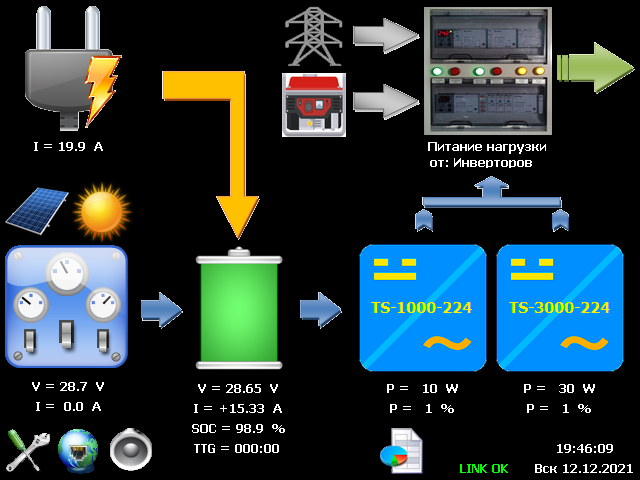 I = 19.9 A
Питание нагрузки
от: Инверторов
TS-1000-224
TS-3000-224
V = 28.7 V
I = 0.0 A
V = 28.65 V
I = +15.33 A
SOC = 98.9 %
TTG = 000:00
P = 10 W
P = 1 %
P = 30 W
P = 1 %
19:46:09
LINK OK
Вск 12.12.2021